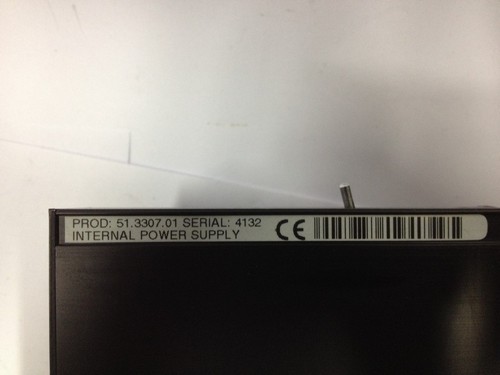 PROD: 51.3307.01 SERIAL: 4132
INTERNAL POWER SUPPLY
CE